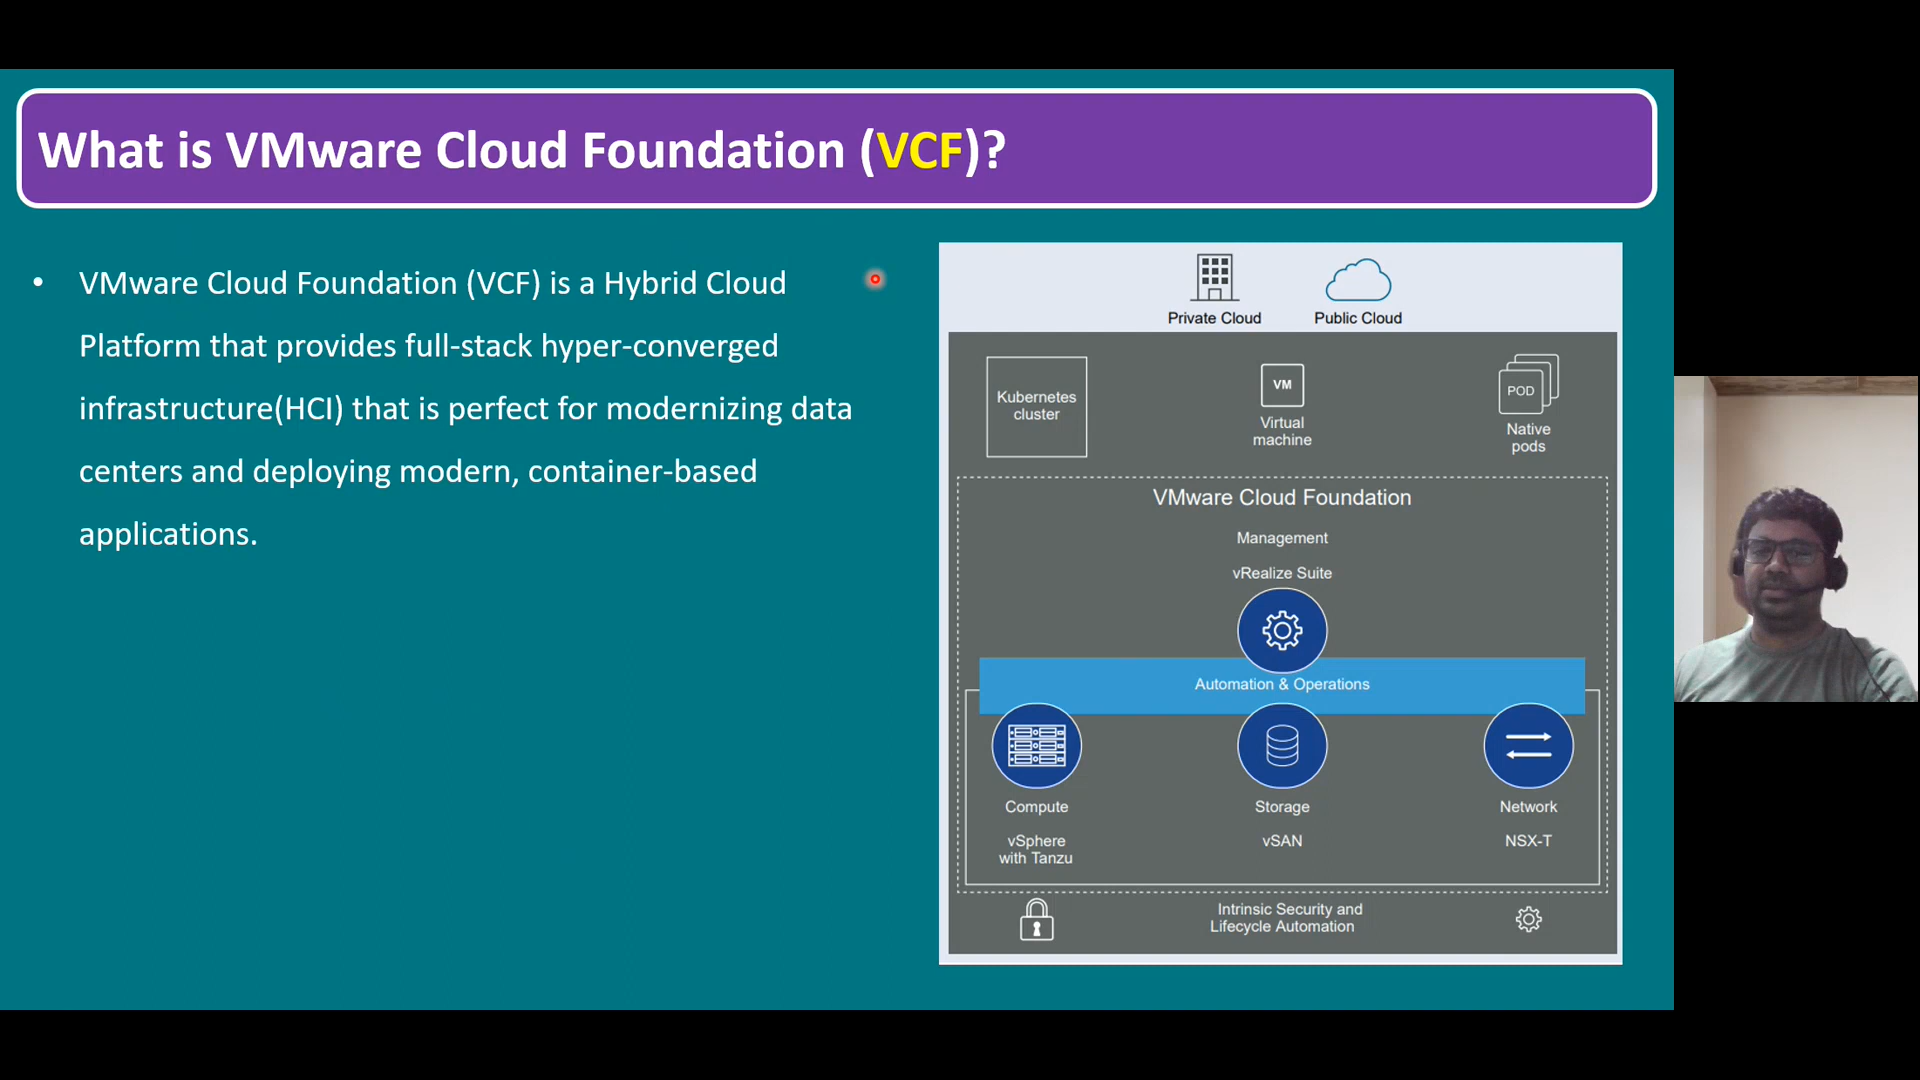 What is VMware Cloud Foundation (VCF)?
• VMware Cloud Foundation (VCF) is a Hybrid Cloud
Platform that provides full-stack hyper-converged
infrastructure(HCI) that is perfect for modernizing data
centers and deploying modern, container-based
applications.
Private Cloud
Public Cloud
Kubernetes
cluster
VM
Virtual
machine
POD
Native
pods
VMware Cloud Foundation
Management
vRealize Suite
Automation & Operations
Compute
vSphere
with Tanzu
Storage
vSAN
Network
NSX-T
Intrinsic Security and
Lifecycle Automation